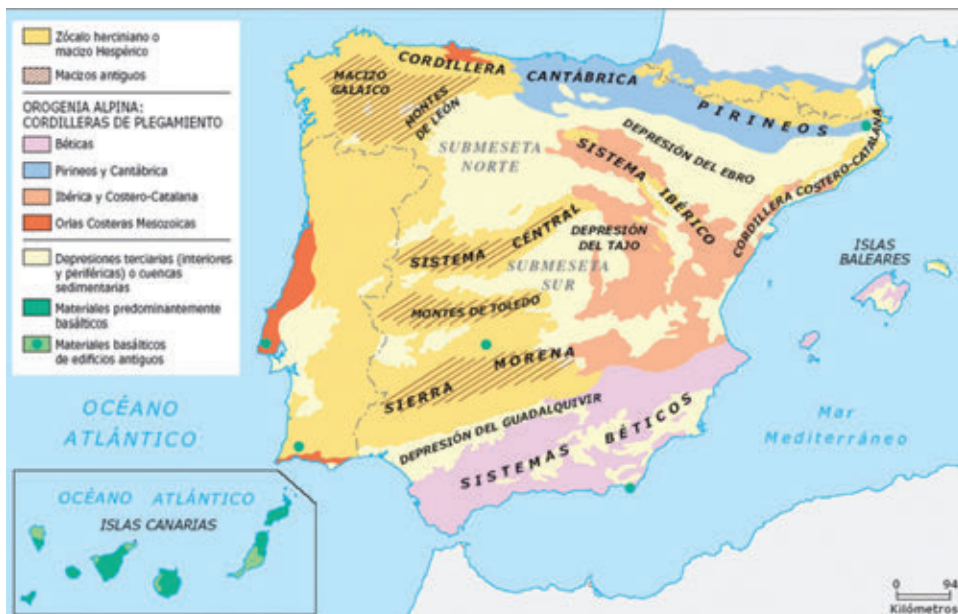 Zócalo herciniano o
macizo Hespérico
Macizos antiguos
OROGENIA ALPINA:
CORDILLERAS DE PLEGAMIENTO
Béticas
Pirineos y Cantábrica
Ibérica y Costero-Catalana
Orlas Costeras Mesozoicas
Depresiones terciarias (interiores
y periféricas) o cuencas
sedimentarias
Materiales predominantemente
basálticos
Materiales basálticos
de edificios antiguos
CORDILLERA CANTÁBRICA
MACIZO
GALAICO
MONTES
DE LEÓN
PIRINEOS
SUBMESETA
NORTE
DEPRESIÓN DEL EBRO
SISTEMA IBÉRICO
CORDILLERA COSTERO-CATALANA
SISTEMA CENTRAL
DEPRESIÓN
DEL TAJO
SUBMESETA
SUR
ISLAS
BALEARES
MONTES DE TOLEDO
SIERRA MORENA
DEPRESIÓN DEL GUADALQUIVIR
SISTEMAS BÉTICOS
OCÉANO
ATLÁNTICO
Mar
Mediterráneo
OCÉANO ATLÁNTICO
ISLAS CANARIAS
0 94
Kilómetros